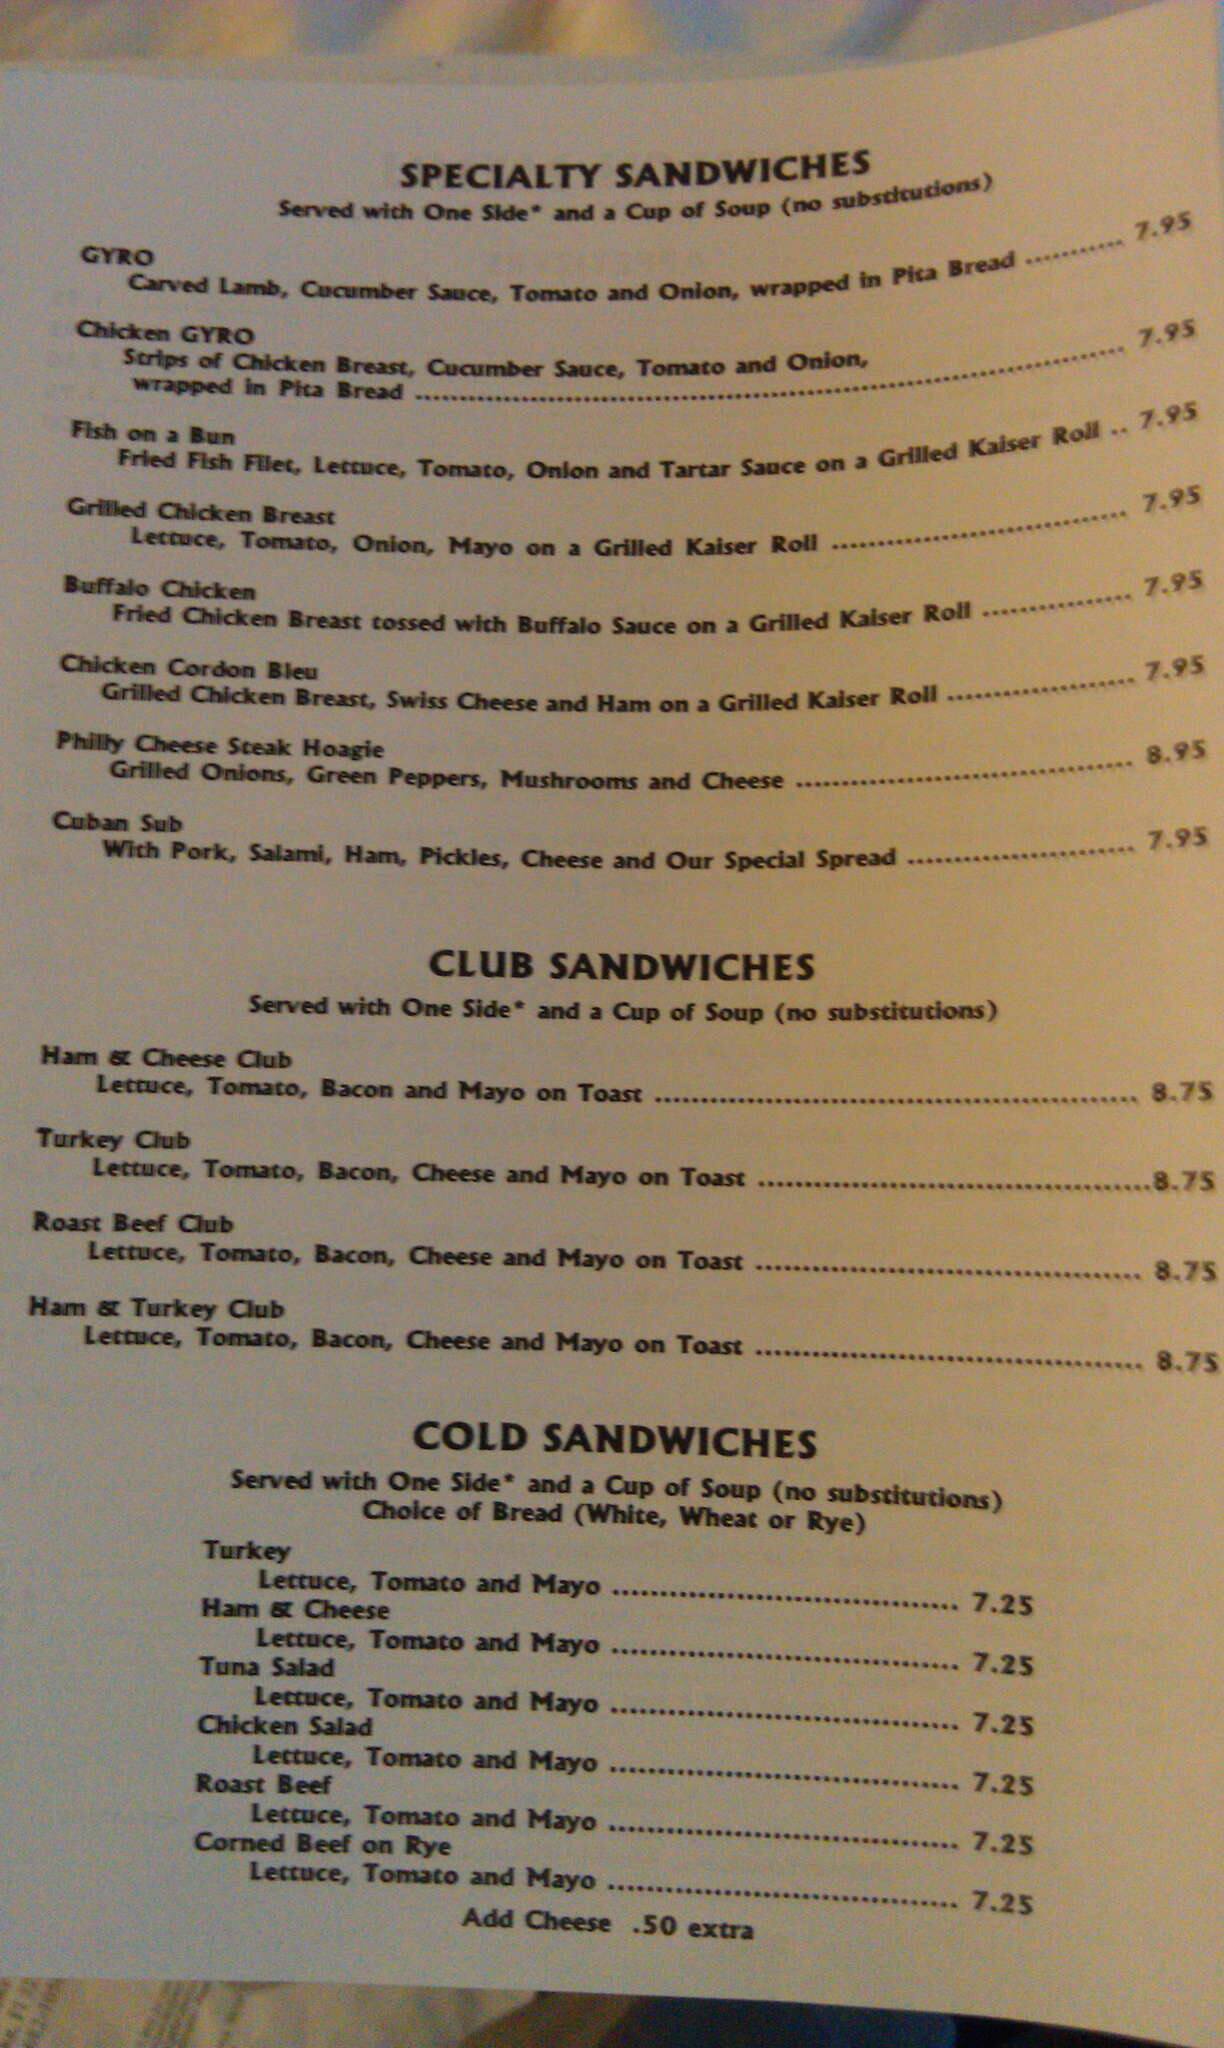 SPECIALTY SANDWICHES
Served with One Side* and a Cup of Soup (no substitutions)
GYRO
Carved Lamb, Cucumber Sauce, Tomato and Onion, wrapped in Pita Bread ........... 7.95
Chicken GYRO
Strips of Chicken Breast, Cucumber Sauce, Tomato and Onion,
wrapped in Pita Bread ........... 7.95
Fish on a Bun
Fried Fish Filet, Lettuce, Tomato, Onion and Tartar Sauce on a Grilled Kaiser Roll .. 7.95
Grilled Chicken Breast
Lettuce, Tomato, Onion, Mayo on a Grilled Kaiser Roll ........... 7.95
Buffalo Chicken
Fried Chicken Breast tossed with Buffalo Sauce on a Grilled Kaiser Roll ........... 7.95
Chicken Cordon Bleu
Grilled Chicken Breast, Swiss Cheese and Ham on a Grilled Kaiser Roll ........... 7.95
Philly Cheese Steak Hoagie
Grilled Onions, Green Peppers, Mushrooms and Cheese ........... 8.95
Cuban Sub
With Pork, Salami, Ham, Pickles, Cheese and Our Special Spread ........... 7.95
CLUB SANDWICHES
Served with One Side* and a Cup of Soup (no substitutions)
Ham & Cheese Club
Lettuce, Tomato, Bacon and Mayo on Toast ........... 8.75
Turkey Club
Lettuce, Tomato, Bacon, Cheese and Mayo on Toast ...........8.75
Roast Beef Club
Lettuce, Tomato, Bacon, Cheese and Mayo on Toast ........... 8.75
Ham & Turkey Club
Lettuce, Tomato, Bacon, Cheese and Mayo on Toast ........... 8.75
COLD SANDWICHES
Served with One Side* and a Cup of Soup (no substitutions)
Choice of Bread (White, Wheat or Rye)
Turkey
Lettuce, Tomato and Mayo ........... 7.25
Ham & Cheese
Lettuce, Tomato and Mayo ........... 7.25
Tuna Salad
Lettuce, Tomato and Mayo ........... 7.25
Chicken Salad
Lettuce, Tomato and Mayo ........... 7.25
Roast Beef
Lettuce, Tomato and Mayo ........... 7.25
Corned Beef on Rye
Lettuce, Tomato and Mayo ........... 7.25
Add Cheese .50 extra